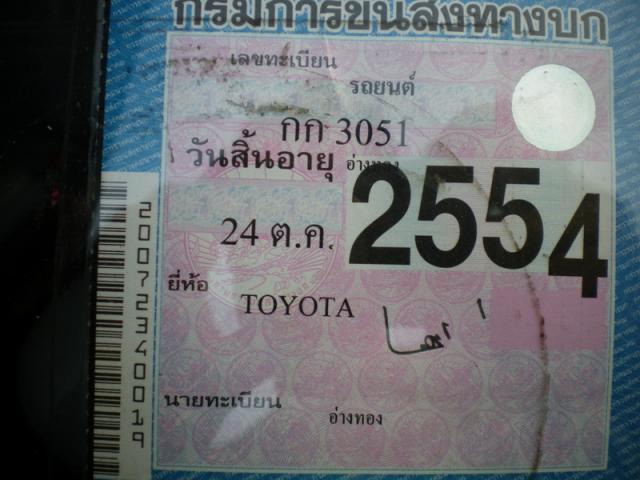 กรมการขนส่งทางบก
เลขทะเบียน
รถยนต์
กก 3051
วันสิ้นอายุ อ่างทอง
24 ต.ค. 2554
ยี่ห้อ
TOYOTA
นายทะเบียน
อ่างทอง
20072340019